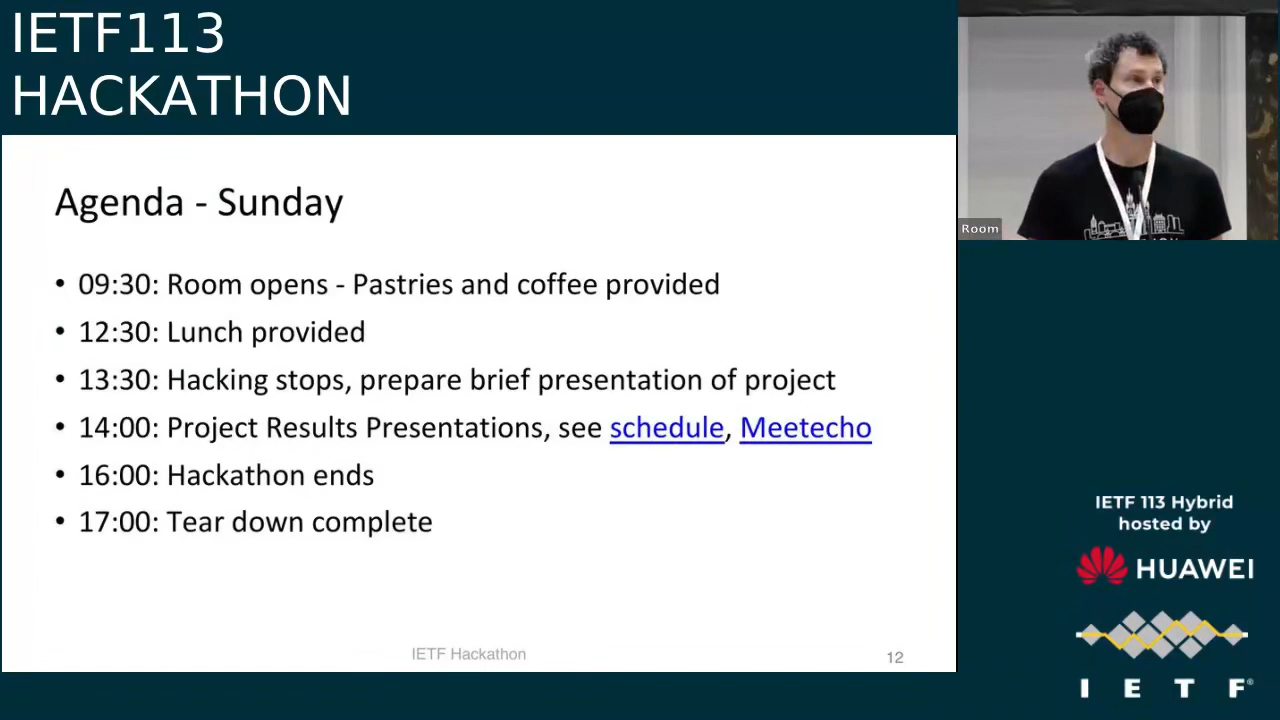 IETF113
HACKATHON
Agenda - Sunday
• 09:30: Room opens - Pastries and coffee provided
• 12:30: Lunch provided
• 13:30: Hacking stops, prepare brief presentation of project
• 14:00: Project Results Presentations, see schedule, Meetecho
• 16:00: Hackathon ends
• 17:00: Tear down complete
IETF Hackathon
12
Room
IETF 113 Hybrid
hosted by
HUAWEI
I E T F®